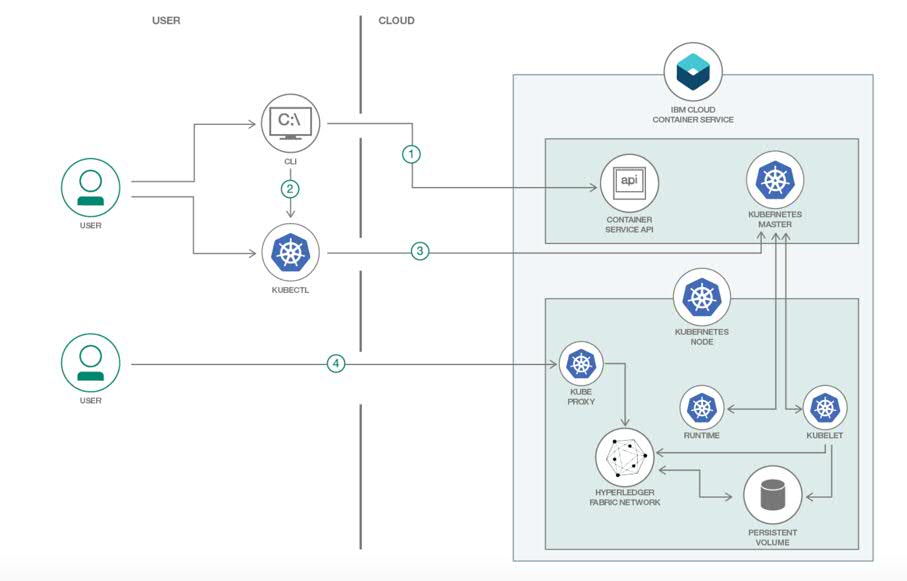 USER
CLOUD
IBM CLOUD
CONTAINER SERVICE
C:\
CLI
1
api
CONTAINER
SERVICE API
KUBERNETES
MASTER
2
USER
3
KUBECTL
KUBERNETES
NODE
4
USER
KUBE
PROXY
RUNTIME
KUBELET
HYPERLEDGER
FABRIC NETWORK
PERSISTENT
VOLUME